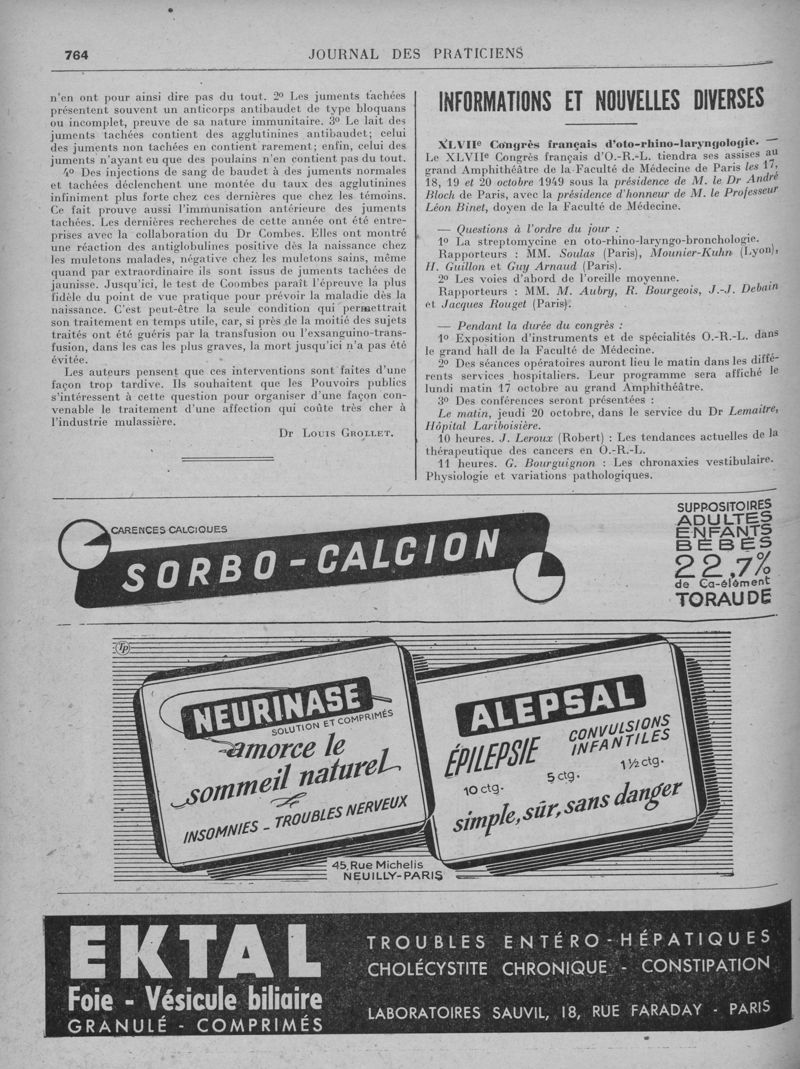 764
JOURNAL DES PRATICIENS
n'en ont pour ainsi dire pas du tout. 2º Les juments tachées
présentent souvent un anticorps antibaudet de type bloquans
ou incomplet, preuve de sa nature immunitaire. 3º Le lait des
juments tachées contient des agglutinines antibaudet; celui
des juments non tachées en contient rarement; enfin, celui des
juments n'ayant eu que des poulains n'en contient pas du tout.
4º Des injections de sang de baudet à des juments normales
et tachées déclenchent une montée du taux des agglutinines
infiniment plus forte chez ces dernières que chez les témoins.
Ce fait prouve aussi l'immunisation antérieure des juments
tachées. Les dernières recherches de cette année ont été entre-
prises avec la collaboration du Dr Combes. Elles ont montré
une réaction des antiglobulines positive dès la naissance chez
les muletons malades, négative chez les muletons sains, même
quand par extraordinaire ils sont issus de juments tachées de
jaunisse. Jusqu'ici, le test de Coombes paraît l'épreuve la plus
fidèle du point de vue pratique pour prévoir la maladie dès la
naissance. C'est peut-être la seule condition qui permettrait
son traitement en temps utile, car, si près de la moitié des sujets
traités ont été guéris par la transfusion ou l'exsanguino-trans-
fusion, dans les cas les plus graves, la mort jusqu'ici n'a pas été
évitée.
Les auteurs pensent que ces interventions sont faites d'une
façon trop tardive. Ils souhaitent que les Pouvoirs publics
s'intéressent à cette question pour organiser d'une façon con-
venable le traitement d'une affection qui coûte très cher à
l'industrie mulassière.
Dr Louis Grollet.
INFORMATIONS ET NOUVELLES DIVERSES
XLVIIe Congrès français d'oto-rhino-laryngologie. —
Le XLVIIe Congrès français d'O.-R.-L. tiendra ses assises au
grand Amphithéâtre de la Faculté de Médecine de Paris les 17,
18, 19 et 20 octobre 1949 sous la présidence de M. le Dr André
Bloch de Paris, avec la présidence d'honneur de M. le Professeur
Léon Binet, doyen de la Faculté de Médecine.
— Questions à l'ordre du jour :
1º La streptomycine en oto-rhino-laryngo-bronchologie.
Rapporteurs : MM. Soulas (Paris), Mounier-Kuhn (Lyon),
H. Guillon et Guy Arnaud (Paris).
2º Les voies d'abord de l'oreille moyenne.
Rapporteurs : MM. M. Aubry, R. Bourgeois, J.-J. Debain
et Jacques Rouget (Paris).
— Pendant la durée du congrès :
1º Exposition d'instruments et de spécialités O.-R.-L. dans
le grand hall de la Faculté de Médecine.
2º Des séances opératoires auront lieu le matin dans les diffé-
rents services hospitaliers. Leur programme sera affiché le
lundi matin 17 octobre au grand Amphithéâtre.
3º Des conférences seront présentées :
Le matin, jeudi 20 octobre, dans le service du Dr Lemaitre,
Hôpital Lariboisière.
10 heures. J. Leroux (Robert) : Les tendances actuelles de la
thérapeutique des cancers en O.-R.-L.
11 heures. G. Bourguignon : Les chronaxies vestibulaire.
Physiologie et variations pathologiques.
CARENCES CALCIQUES
SORBO-CALCION
SUPPOSITOIRES
ADULTES
ENFANTS
BÉBÉS
22,7%
de Ca-élément
TORAUDE
Tp
NEURINASE
SOLUTION ET COMPRIMÉS
amorce le
sommeil naturel
INSOMNIES - TROUBLES NERVEUX
ALEPSAL
ÉPILEPSIE
CONVULSIONS
INFANTILES
10 ctg.
5 ctg.
1½ ctg.
simple, sûr, sans danger
45, Rue Michelis
NEUILLY-PARIS
EKTAL
Foie - Vésicule biliaire
GRANULÉ - COMPRIMÉS
TROUBLES ENTÉRO-HÉPATIQUES
CHOLÉCYSTITE CHRONIQUE - CONSTIPATION
LABORATOIRES SAUVIL, 18, RUE FARADAY - PARIS